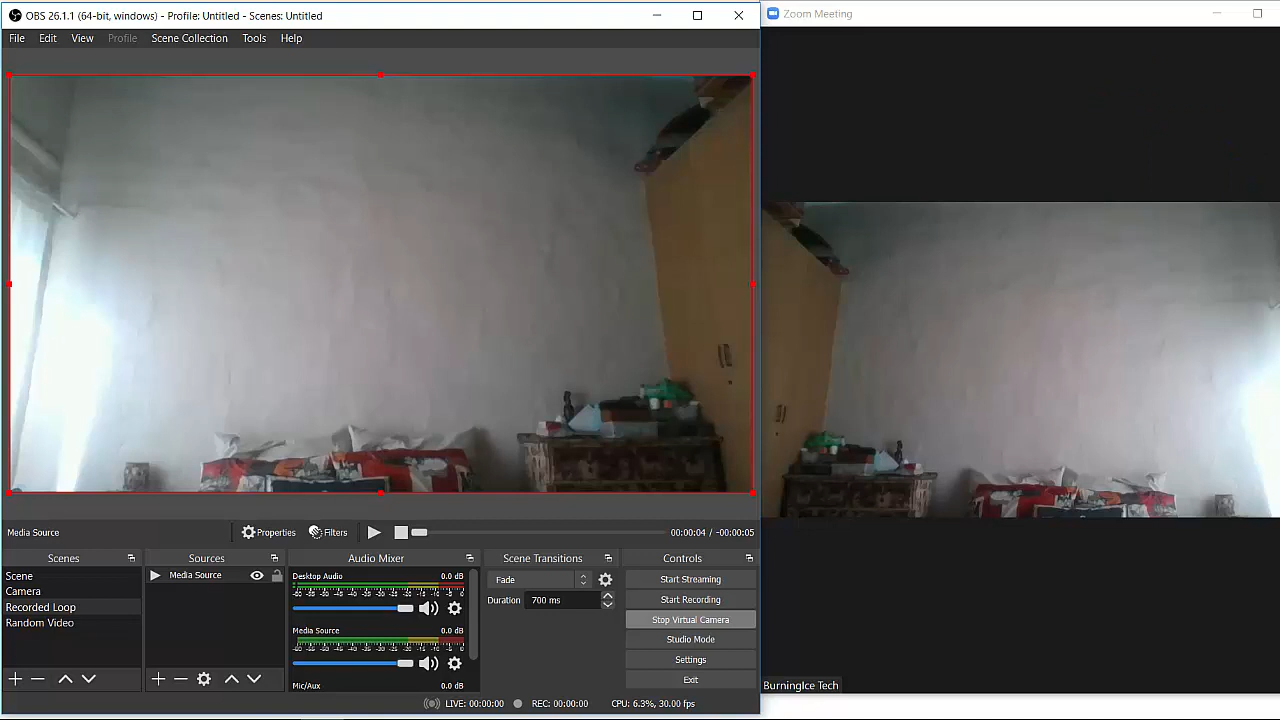 OBS 26.1.1 (64-bit, windows) - Profile: Untitled - Scenes: Untitled
File Edit View Profile Scene Collection Tools Help
Zoom Meeting
Media Source
Properties
Filters
00:00:04 / -00:00:05
Scenes
Scene
Camera
Recorded Loop
Random Video
Sources
Media Source
Audio Mixer
Desktop Audio 0.0 dB
Media Source 0.0 dB
Mic/Aux 0.0 dB
Scene Transitions
Fade
Duration 700 ms
Controls
Start Streaming
Start Recording
Stop Virtual Camera
Studio Mode
Settings
Exit
LIVE: 00:00:00
REC: 00:00:00
CPU: 6.3%, 30.00 fps
BurningIce Tech